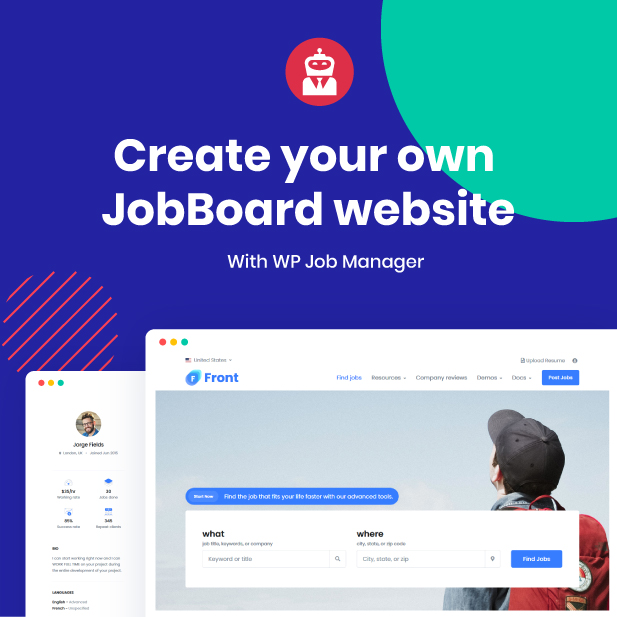 Create your own
JobBoard website
With WP Job Manager
United States
Upload Resume
Front
Find jobs
Resources
Company reviews
Demos
Docs
Post Jobs
Start Now
Find the job that fits your life faster with our advanced tools.
what
job title, keywords, or company
Keyword or title
where
city, state, or zip code
City, state, or zip
Find Jobs
Jorge Fields
London, UK
Joined Jun 2015
$35/hr
Working rate
20
Jobs done
85%
Success rate
345
Repeat clients
BIO
I can start working right now and I can
WORK FULL TIME on your project during
the entire development of your project.
LANGUAGES
English • Advanced
French • Unspecified